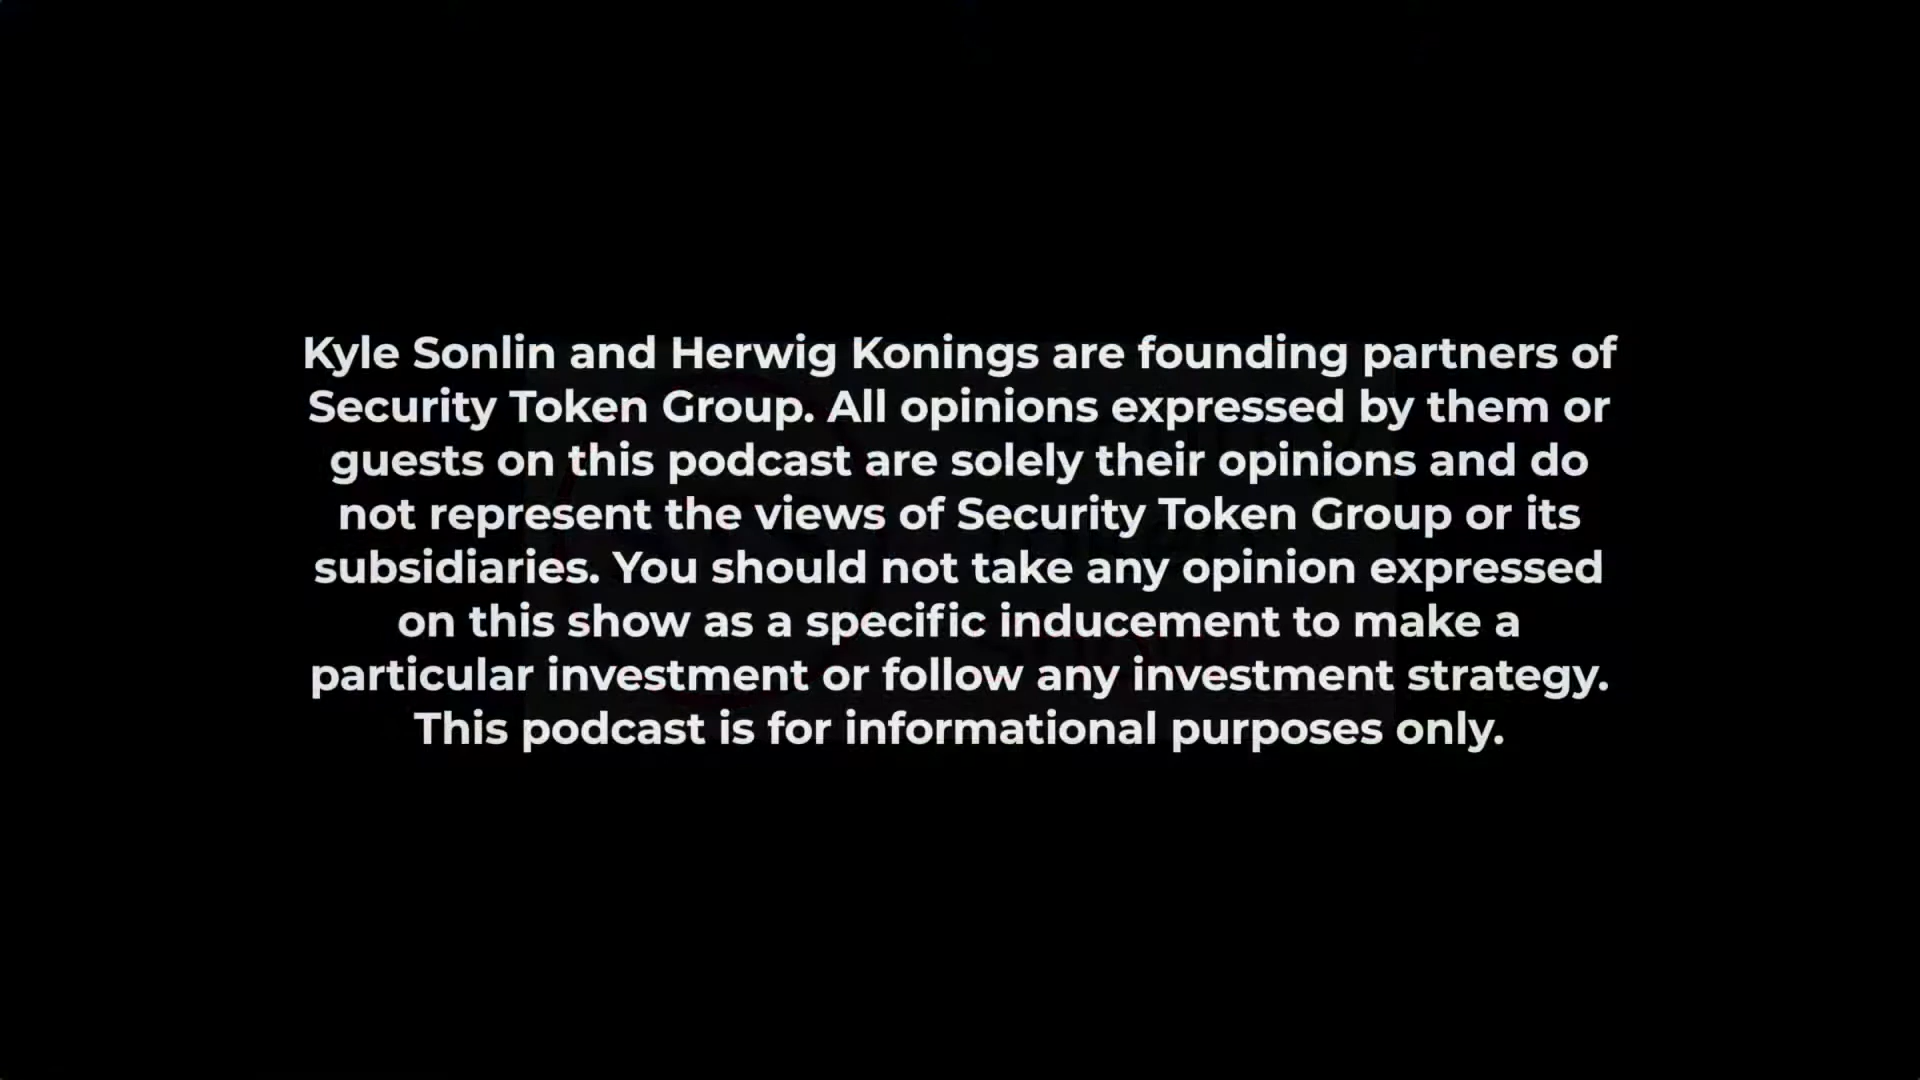 Kyle Sonlin and Herwig Konings are founding partners of
Security Token Group. All opinions expressed by them or
guests on this podcast are solely their opinions and do
not represent the views of Security Token Group or its
subsidiaries. You should not take any opinion expressed
on this show as a specific inducement to make a
particular investment or follow any investment strategy.
This podcast is for informational purposes only.